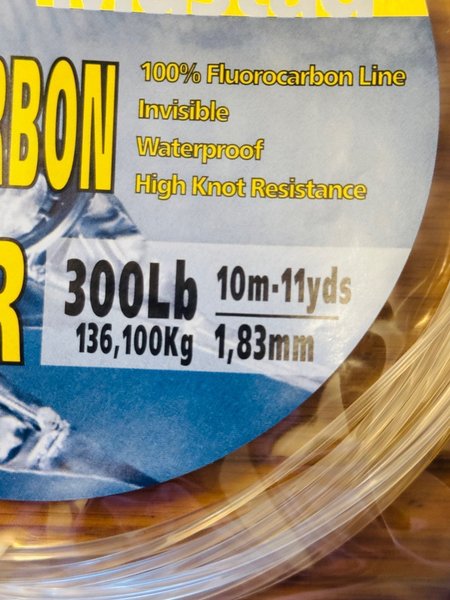 100% Fluorocarbon Line
Invisible
Waterproof
High Knot Resistance
RBON
R
300Lb
136,100Kg
10m-11yds
1,83mm